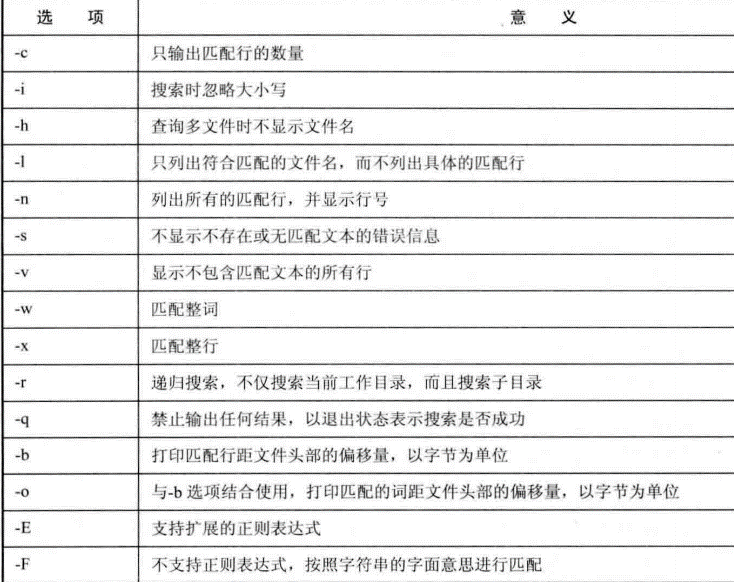 选 项 意 义
-c 只输出匹配行的数量
-i 搜索时忽略大小写
-h 查询多文件时不显示文件名
-l 只列出符合匹配的文件名，而不列出具体的匹配行
-n 列出所有的匹配行，并显示行号
-s 不显示不存在或无匹配文本的错误信息
-v 显示不包含匹配文本的所有行
-w 匹配整词
-x 匹配整行
-r 递归搜索，不仅搜索当前工作目录，而且搜索子目录
-q 禁止输出任何结果，以退出状态表示搜索是否成功
-b 打印匹配行距文件头部的偏移量，以字节为单位
-o 与-b 选项结合使用，打印匹配的词距文件头部的偏移量，以字节为单位
-E 支持扩展的正则表达式
-F 不支持正则表达式，按照字符串的字面意思进行匹配